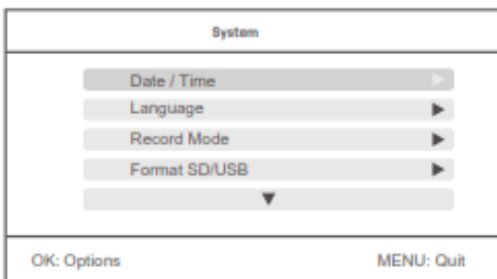 System
Date / Time
Language
Record Mode
Format SD/USB
OK: Options
MENU: Quit